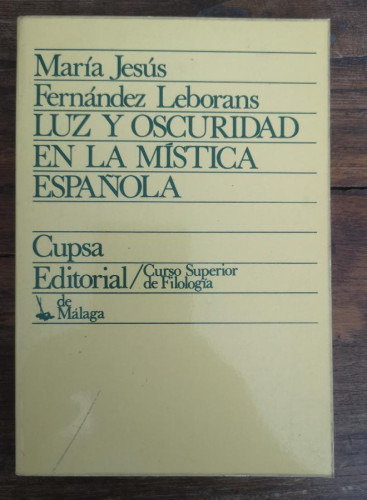 María Jesús
Fernández Leborans
LUZ Y OSCURIDAD
EN LA MÍSTICA
ESPAÑOLA
Cupsa
Editorial/Curso Superior
de Filología
de
Málaga